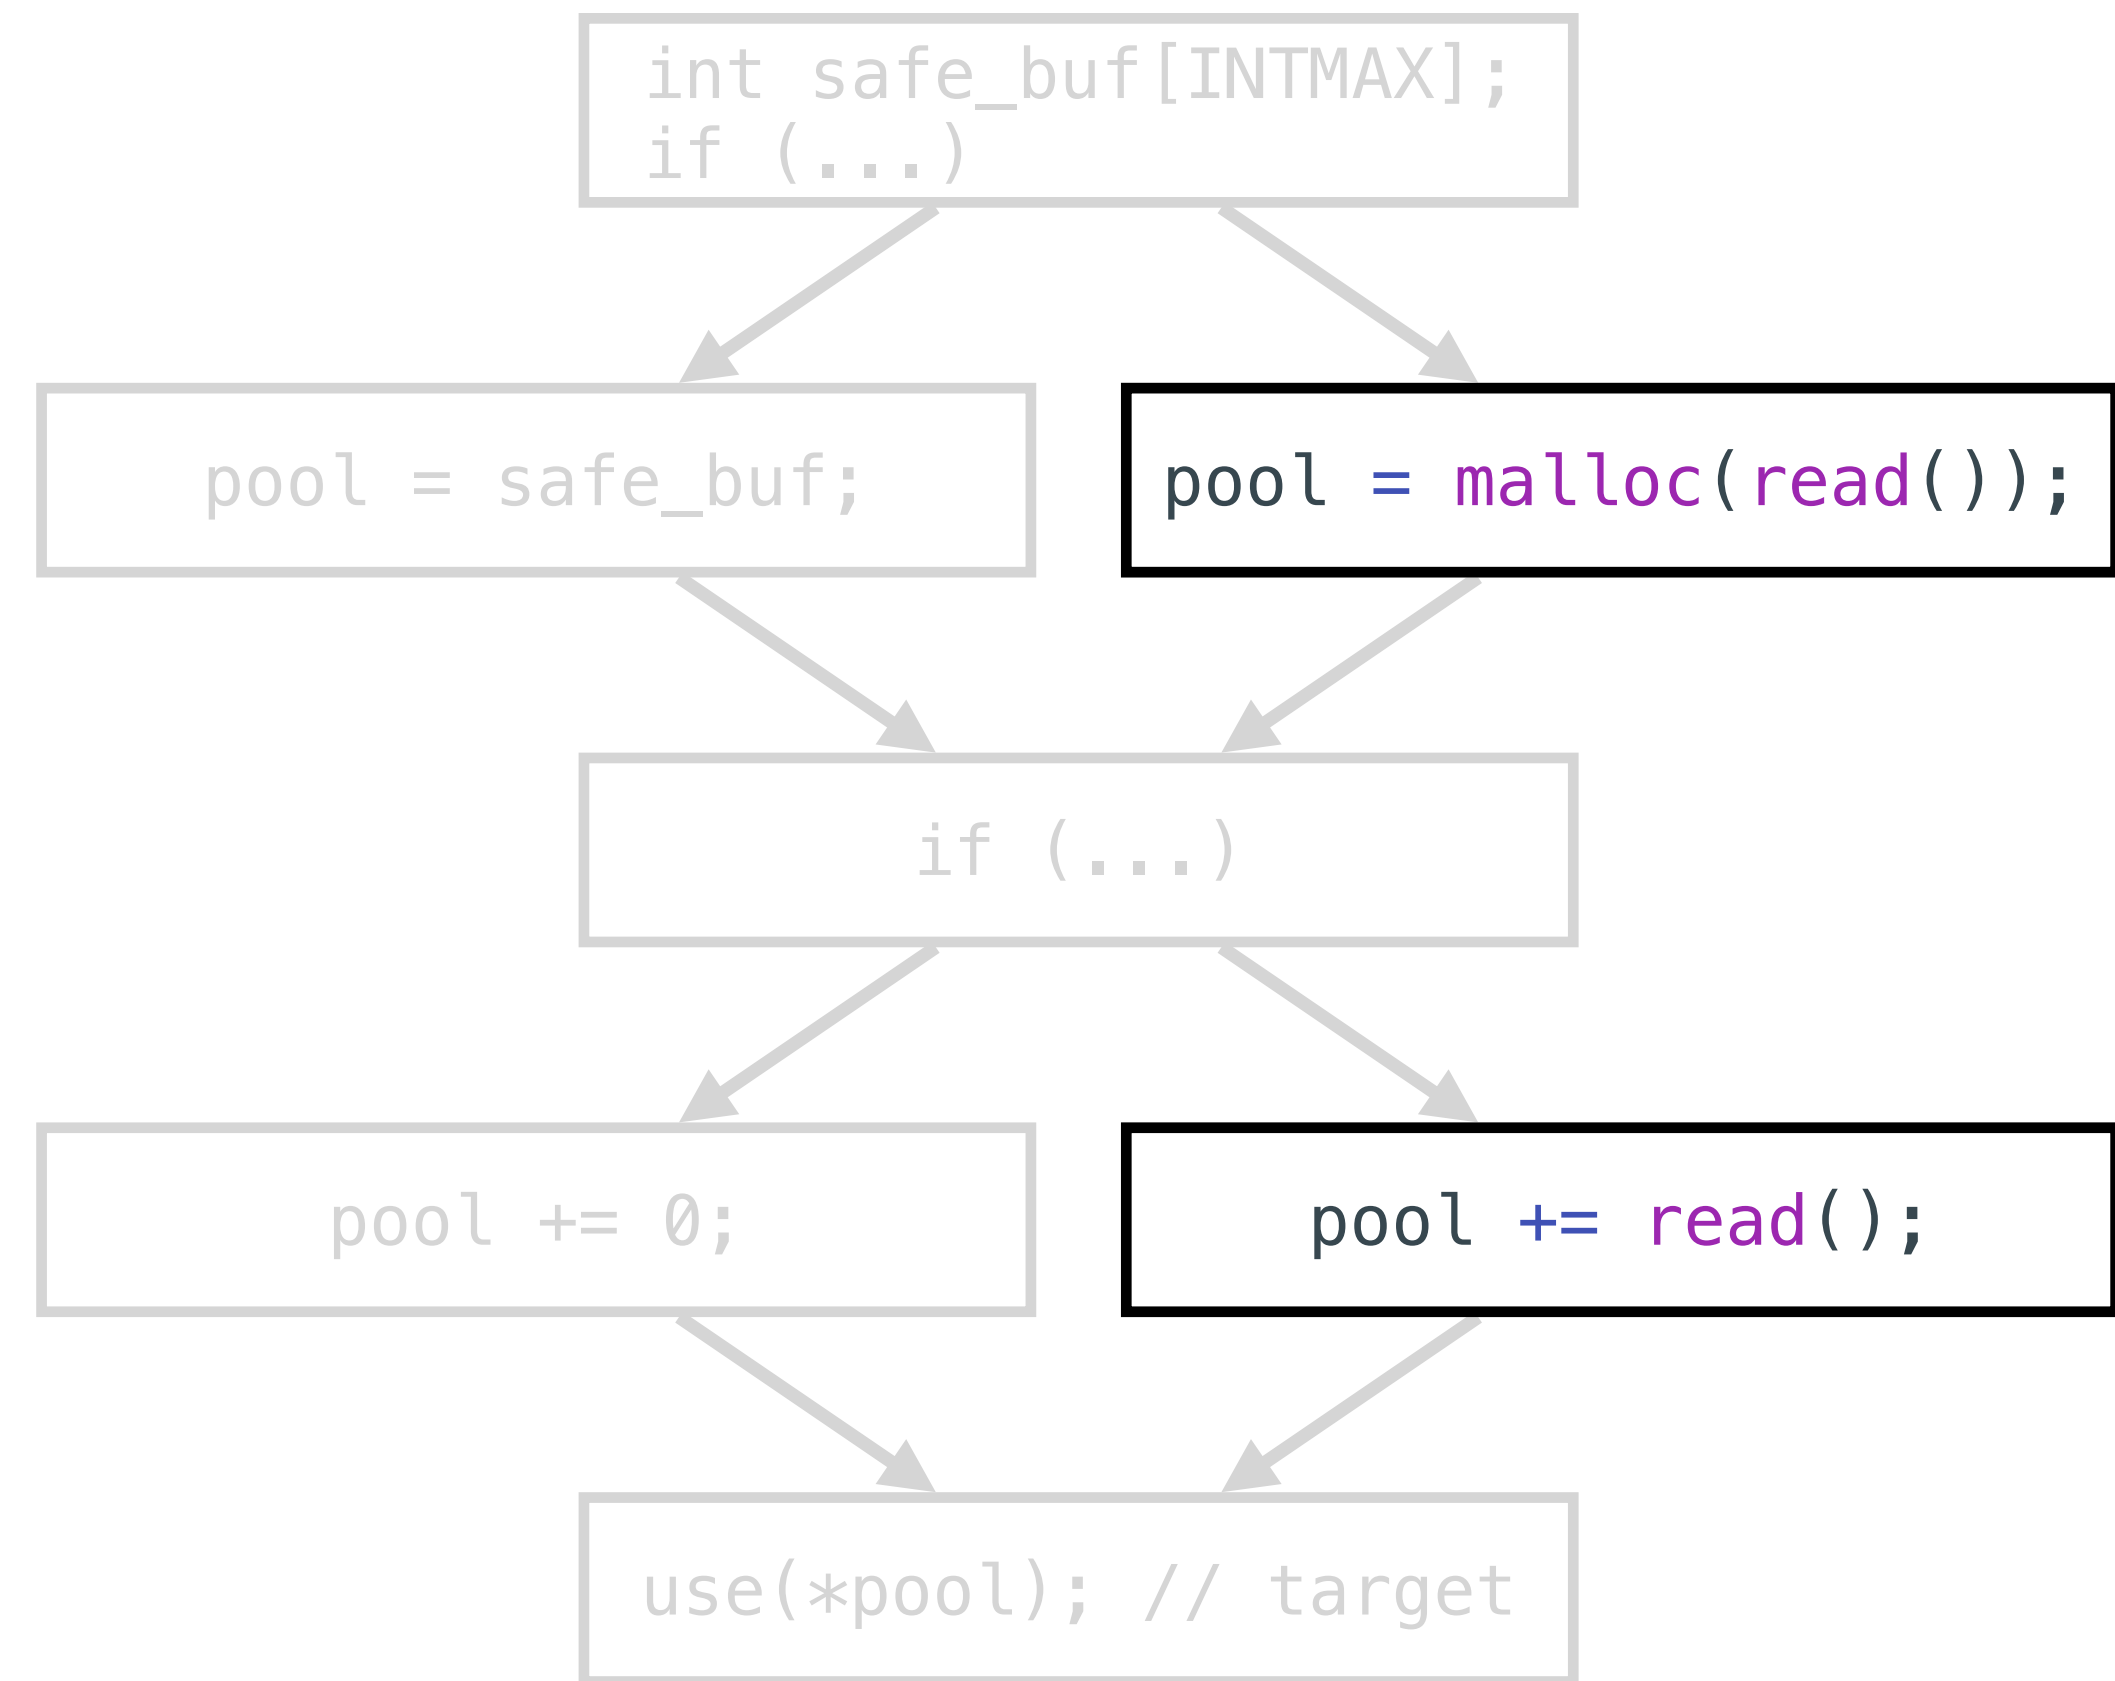 int safe_buf[INTMAX];
if (...)
pool = safe_buf;
pool = malloc(read());
if (...)
pool += 0;
pool += read();
use(*pool); // target